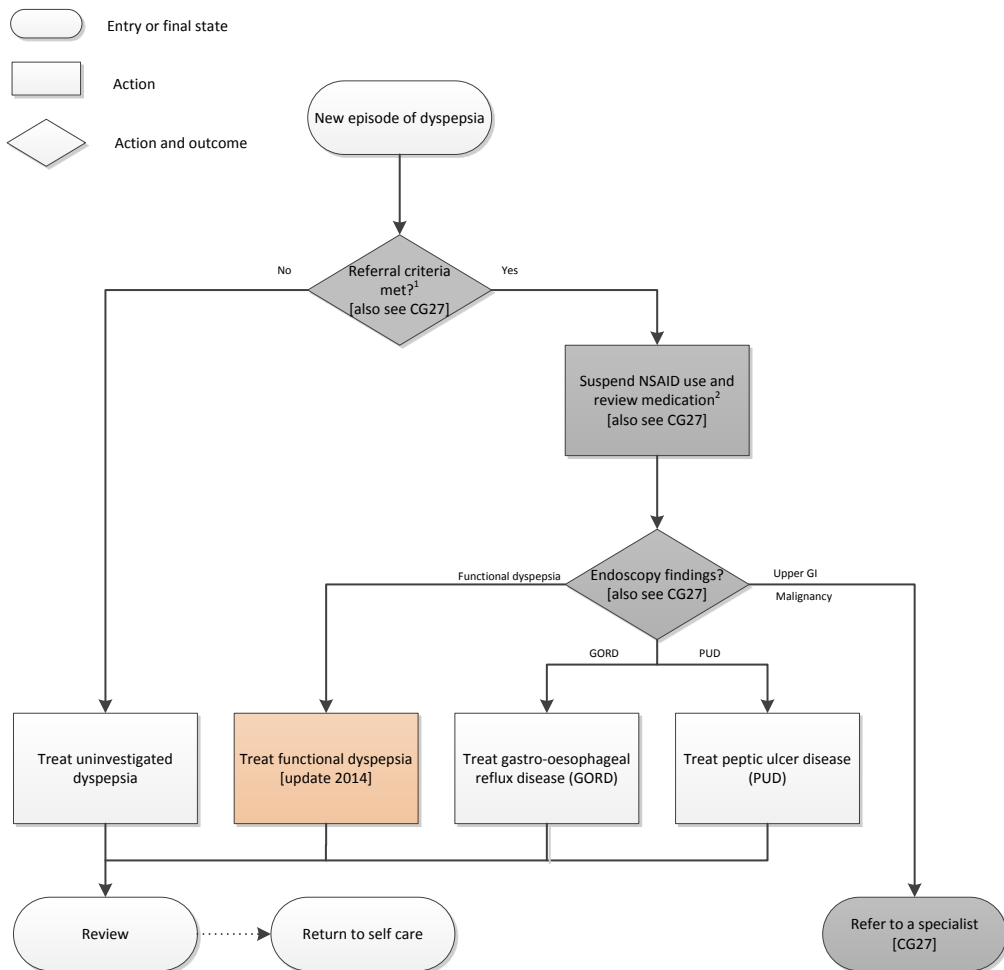 Entry or final state
Action
Action and outcome
New episode of dyspepsia
No
Referral criteria
met?¹
[also see CG27]
Yes
Suspend NSAID use and
review medication²
[also see CG27]
Functional dyspepsia
Endoscopy findings?
[also see CG27]
Upper GI
Malignancy
GORD
PUD
Treat uninvestigated
dyspepsia
Treat functional dyspepsia
[update 2014]
Treat gastro-oesophageal
reflux disease (GORD)
Treat peptic ulcer disease
(PUD)
Review
Return to self care
Refer to a specialist
[CG27]